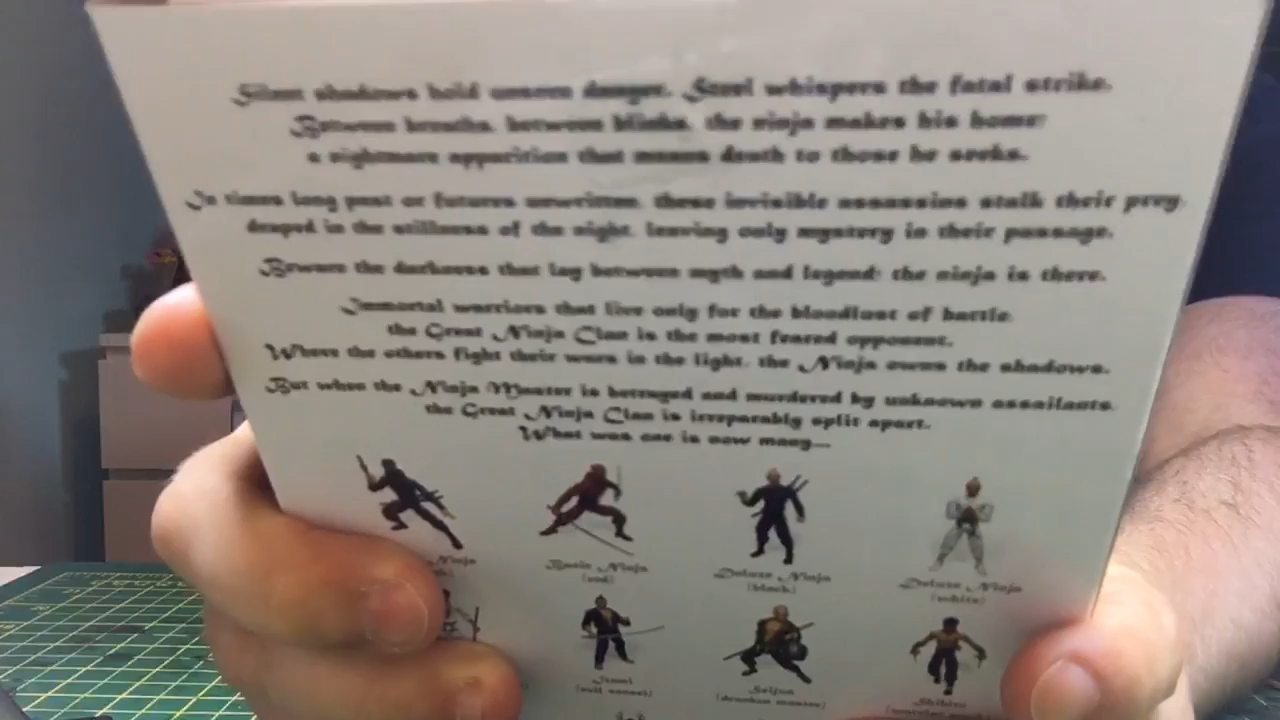 Silent shadows hold unseen danger. Steel whispers the fatal strike.
Between breaths, between blinks, the ninja makes his home:
a nightmare apparition that means death to those he seeks.
In times long past or futures unwritten, these invisible assassins stalk their prey
draped in the stillness of the night, leaving only mystery in their passage.
Beware the darkness that lay between myth and legend: the ninja is there.
Immortal warriors that live only for the bloodlust of battle,
the Great Ninja Clan is the most feared opponent.
Where the others fight their wars in the light, the Ninja owns the shadows.
But when the Ninja Master is betrayed and murdered by unknown assailants,
the Great Ninja Clan is irreparably split apart.
What was one is now many...
Ninja
Basic Ninja
(red)
Deluxe Ninja
(black)
Deluxe Ninja
(white)
(drunken master)